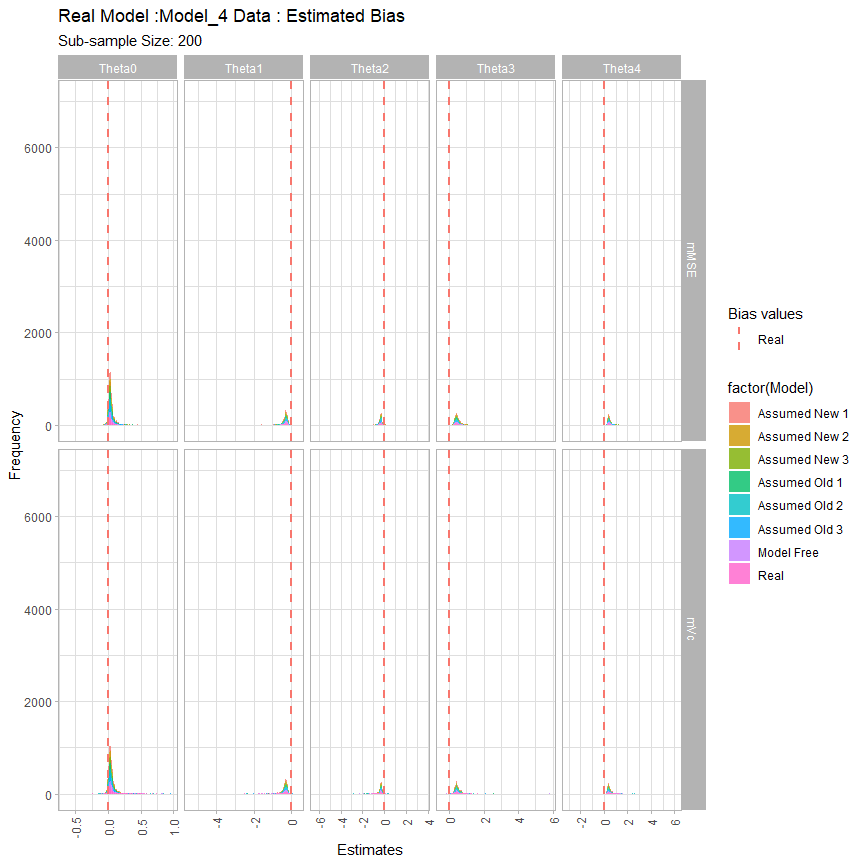 Real Model :Model_4 Data : Estimated Bias
Sub-sample Size: 200
Theta0 Theta1 Theta2 Theta3 Theta4
6000
4000
2000
0
mMSE
6000
4000
2000
0
mVc
Frequency
-0.5 0.0 0.5 1.0
-4 -2 0
-6 -4 -2 0 2 4
0 2 4 6
-2 0 2 4 6
Estimates
Bias values
Real
factor(Model)
Assumed New 1
Assumed New 2
Assumed New 3
Assumed Old 1
Assumed Old 2
Assumed Old 3
Model Free
Real